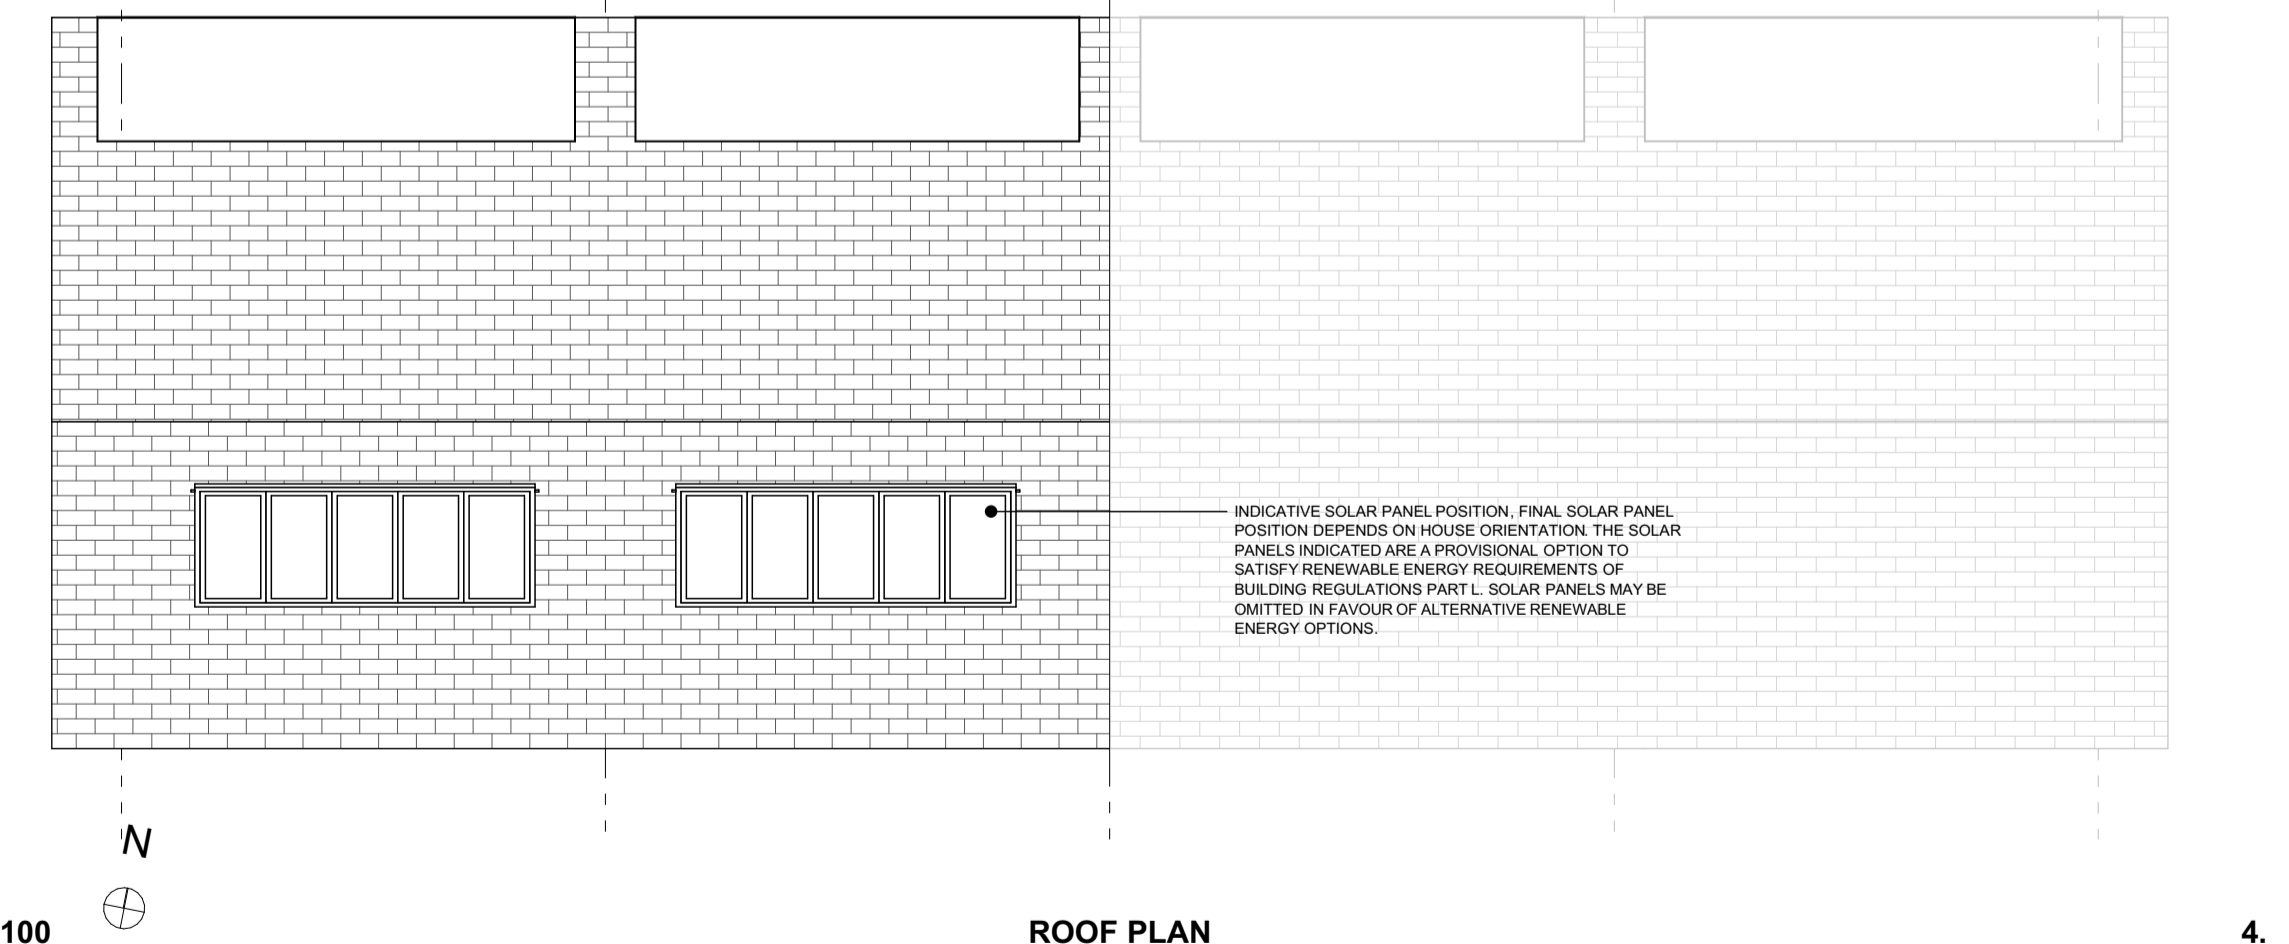 INDICATIVE SOLAR PANEL POSITION, FINAL SOLAR PANEL
POSITION DEPENDS ON HOUSE ORIENTATION. THE SOLAR
PANELS INDICATED ARE A PROVISIONAL OPTION TO
SATISFY RENEWABLE ENERGY REQUIREMENTS OF
BUILDING REGULATIONS PART L. SOLAR PANELS MAY BE
OMITTED IN FAVOUR OF ALTERNATIVE RENEWABLE
ENERGY OPTIONS.
N
100
ROOF PLAN
4.